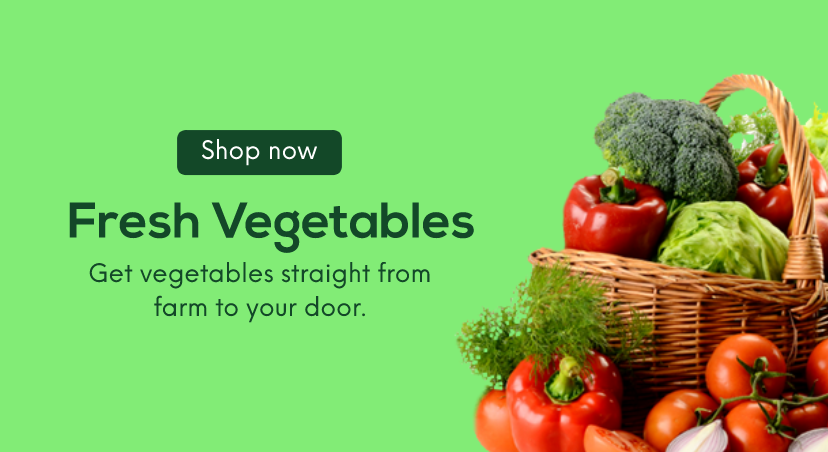 Shop now
Fresh Vegetables
Get vegetables straight from
farm to your door.